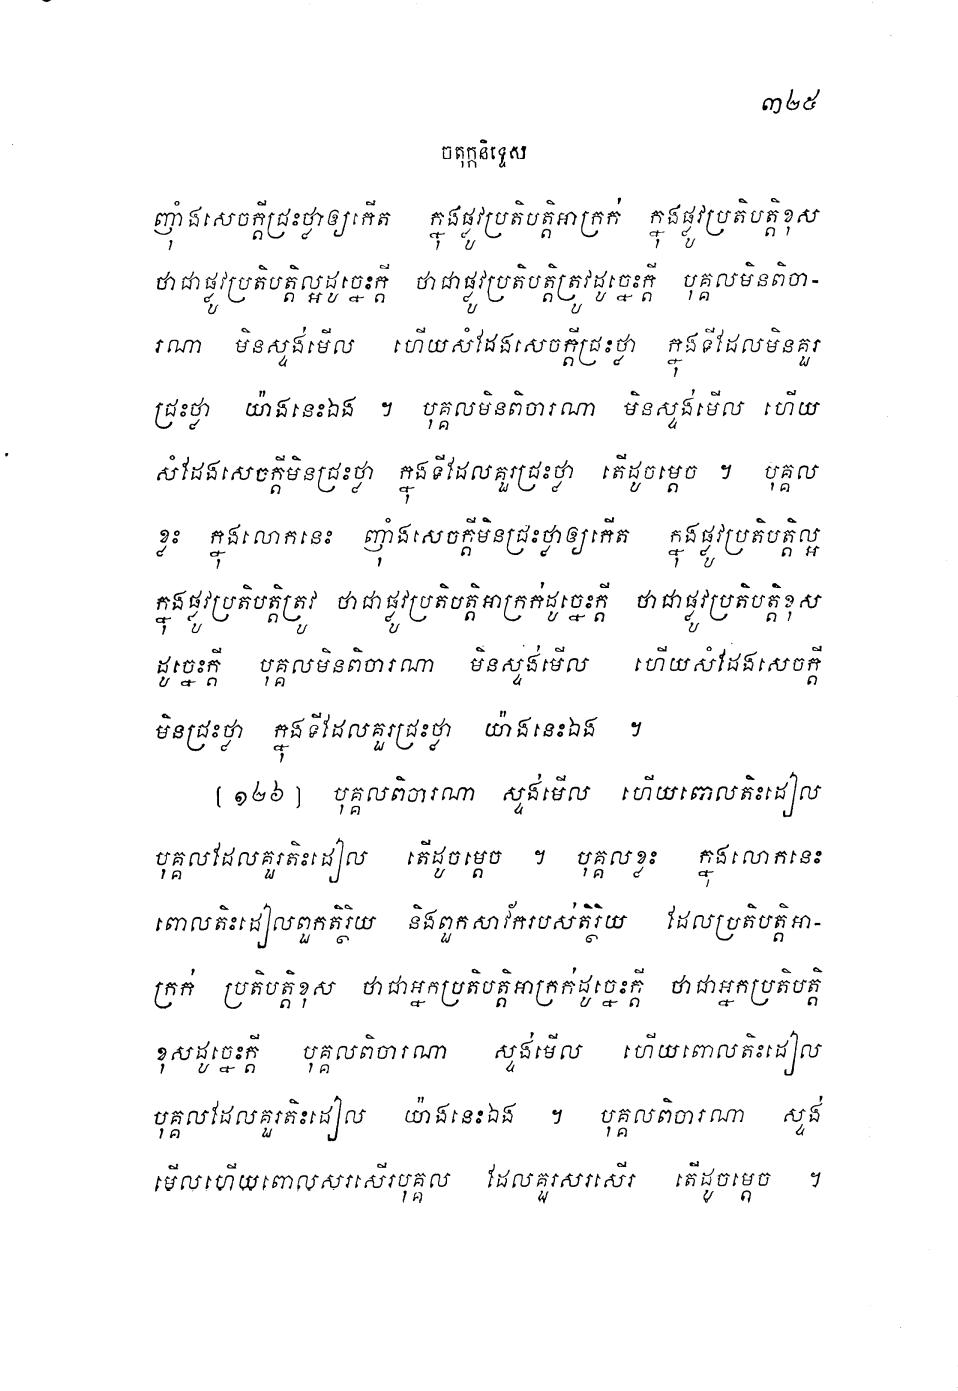 ៣២៥
ចតុក្កនិទ្ទេស
ញ៉ាំងសេចក្តីជ្រះថ្លាឲ្យកើត ក្នុងផ្លូវប្រតិបត្តិអាក្រក់ ក្នុងផ្លូវប្រតិបត្តិខុស
ថាជាផ្លូវប្រតិបត្តិល្អដូច្នេះក្តី ថាជាផ្លូវប្រតិបត្តិត្រូវដូច្នេះក្តី បុគ្គលមិនពិចា-
រណា មិនស្ទង់មើល ហើយសំដែងសេចក្តីជ្រះថ្លា ក្នុងទីដែលមិនគួរ
ជ្រះថ្លា យ៉ាងនេះឯង ។ បុគ្គលមិនពិចារណា មិនស្ទង់មើល ហើយ
សំដែងសេចក្តីមិនជ្រះថ្លា ក្នុងទីដែលគួរជ្រះថ្លា តើដូចម្តេច ។ បុគ្គល
ខ្លះ ក្នុងលោកនេះ ញ៉ាំងសេចក្តីមិនជ្រះថ្លាឲ្យកើត ក្នុងផ្លូវប្រតិបត្តិល្អ
ក្នុងផ្លូវប្រតិបត្តិត្រូវ ថាជាផ្លូវប្រតិបត្តិអាក្រក់ដូច្នេះក្តី ថាជាផ្លូវប្រតិបត្តិខុស
ដូច្នេះក្តី បុគ្គលមិនពិចារណា មិនស្ទង់មើល ហើយសំដែងសេចក្តី
មិនជ្រះថ្លា ក្នុងទីដែលគួរជ្រះថ្លា យ៉ាងនេះឯង ។
[ ១២៦ ] បុគ្គលពិចារណា ស្ទង់មើល ហើយពោលតិះដៀល
បុគ្គលដែលគួរតិះដៀល តើដូចម្តេច ។ បុគ្គលខ្លះ ក្នុងលោកនេះ
ពោលតិះដៀលពួកតិរ្ថិយ និងពួកសាវ័ករបស់តិរ្ថិយ ដែលប្រតិបត្តិអា-
ក្រក់ ប្រតិបត្តិខុស ថាជាអ្នកប្រតិបត្តិអាក្រក់ដូច្នេះក្តី ថាជាអ្នកប្រតិបត្តិ
ខុសដូច្នេះក្តី បុគ្គលពិចារណា ស្ទង់មើល ហើយពោលតិះដៀល
បុគ្គលដែលគួរតិះដៀល យ៉ាងនេះឯង ។ បុគ្គលពិចារណា ស្ទង់
មើលហើយពោលសរសើរបុគ្គល ដែលគួរសរសើរ តើដូចម្តេច ។